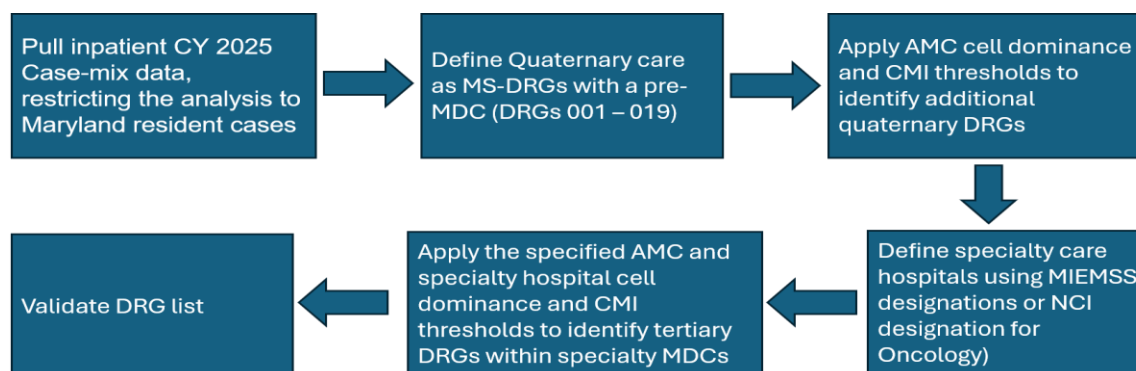 Pull inpatient CY 2025
Case-mix data,
restricting the analysis to
Maryland resident cases
Define Quaternary care
as MS-DRGs with a pre-
MDC (DRGs 001 – 019)
Apply AMC cell dominance
and CMI thresholds to
identify additional
quaternary DRGs
Define specialty care
hospitals using MIEMSS
designations or NCI
designation for
Oncology)
Apply the specified AMC and
specialty hospital cell
dominance and CMI
thresholds to identify tertiary
DRGs within specialty MDCs
Validate DRG list